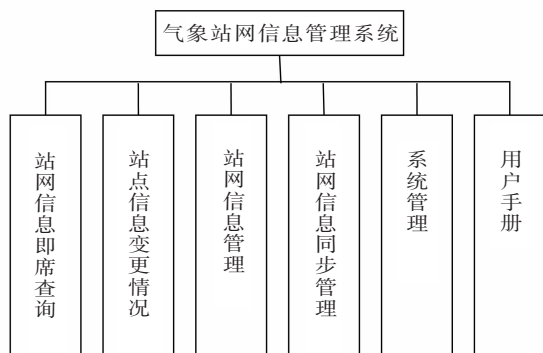 气象站网信息管理系统
站网信息即席查询
站点信息变更情况
站网信息管理
站网信息同步管理
系统管理
用户手册